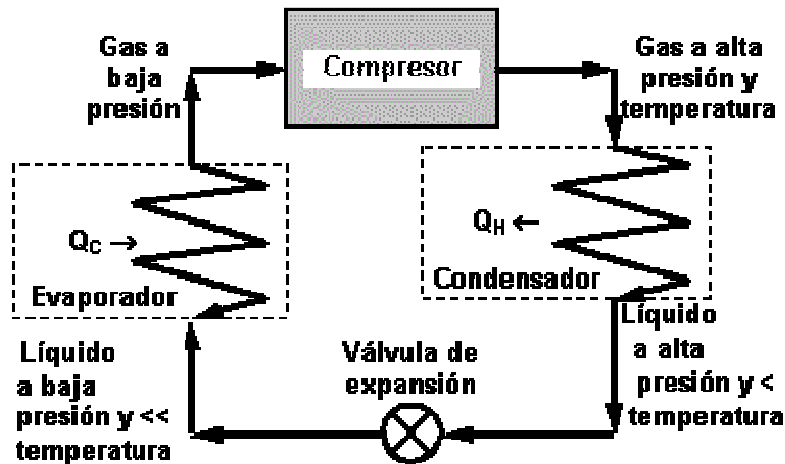 Gas a
baja
presión
Compresor
Gas a alta
presión y
temperatura
Q_C →
Evaporador
Q_H ←
Condensador
Líquido
a baja
presión y <<
temperatura
Válvula de
expansión
Líquido
a alta
presión y <
temperatura